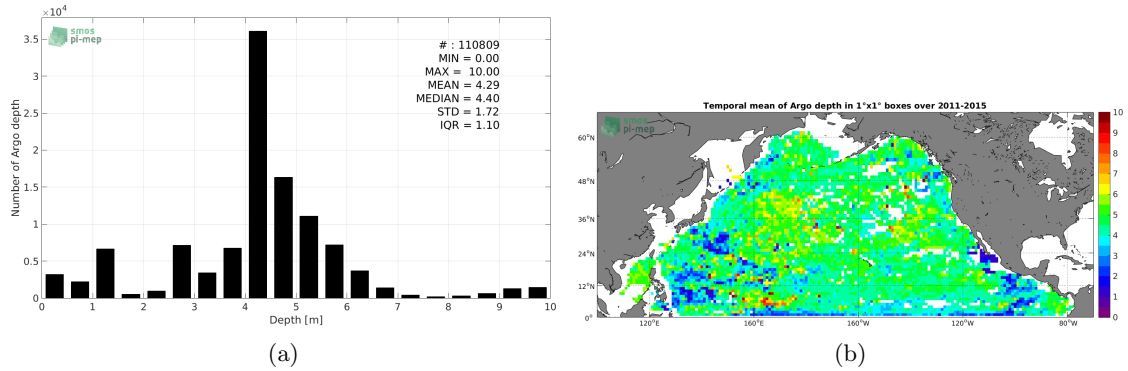 ×10⁴
smos
pi-mep
# : 110809
MIN = 0.00
MAX = 10.00
MEAN = 4.29
MEDIAN = 4.40
STD = 1.72
IQR = 1.10
Number of Argo depth
3.5
3
2.5
2
1.5
1
0.5
0
0 1 2 3 4 5 6 7 8 9 10
Depth [m]
(a)
Temporal mean of Argo depth in 1°x1° boxes over 2011-2015
smos
pi-mep
60°N
48°N
36°N
24°N
12°N
0°
120°E 160°E 160°W 120°W 80°W
10
9
8
7
6
5
4
3
2
1
0
(b)